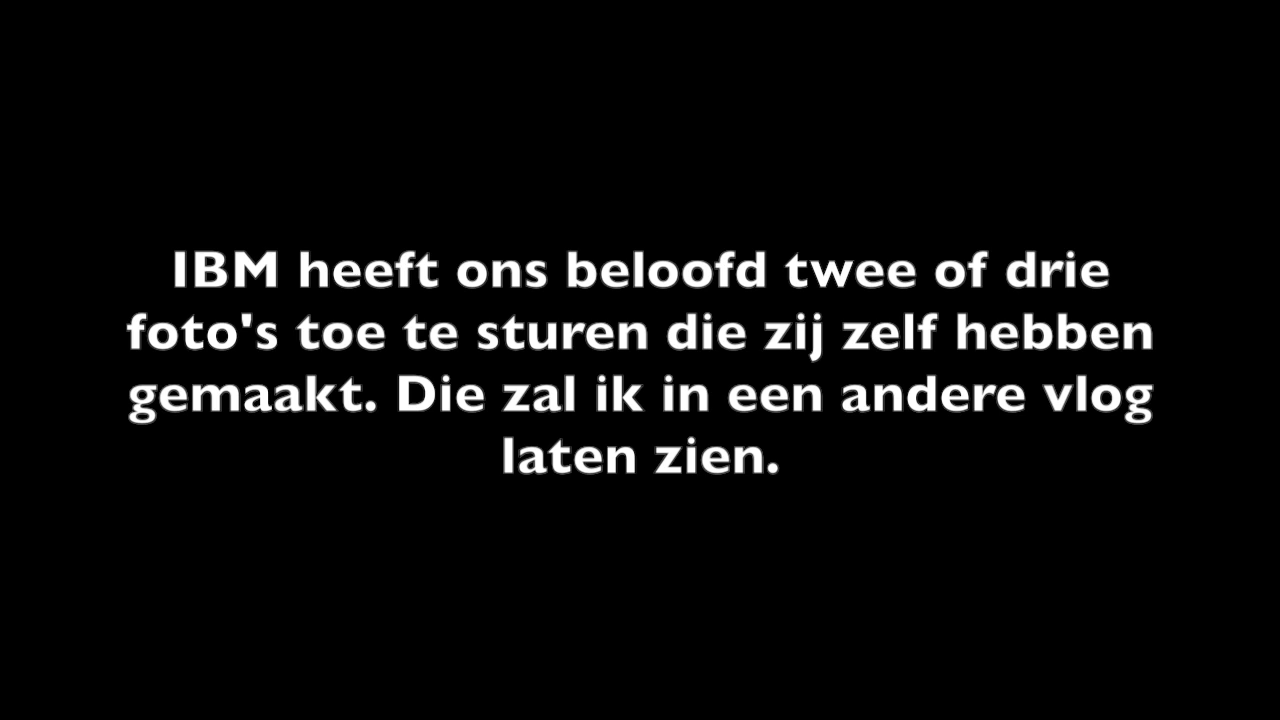 IBM heeft ons beloofd twee of drie
foto's toe te sturen die zij zelf hebben
gemaakt. Die zal ik in een andere vlog
laten zien.